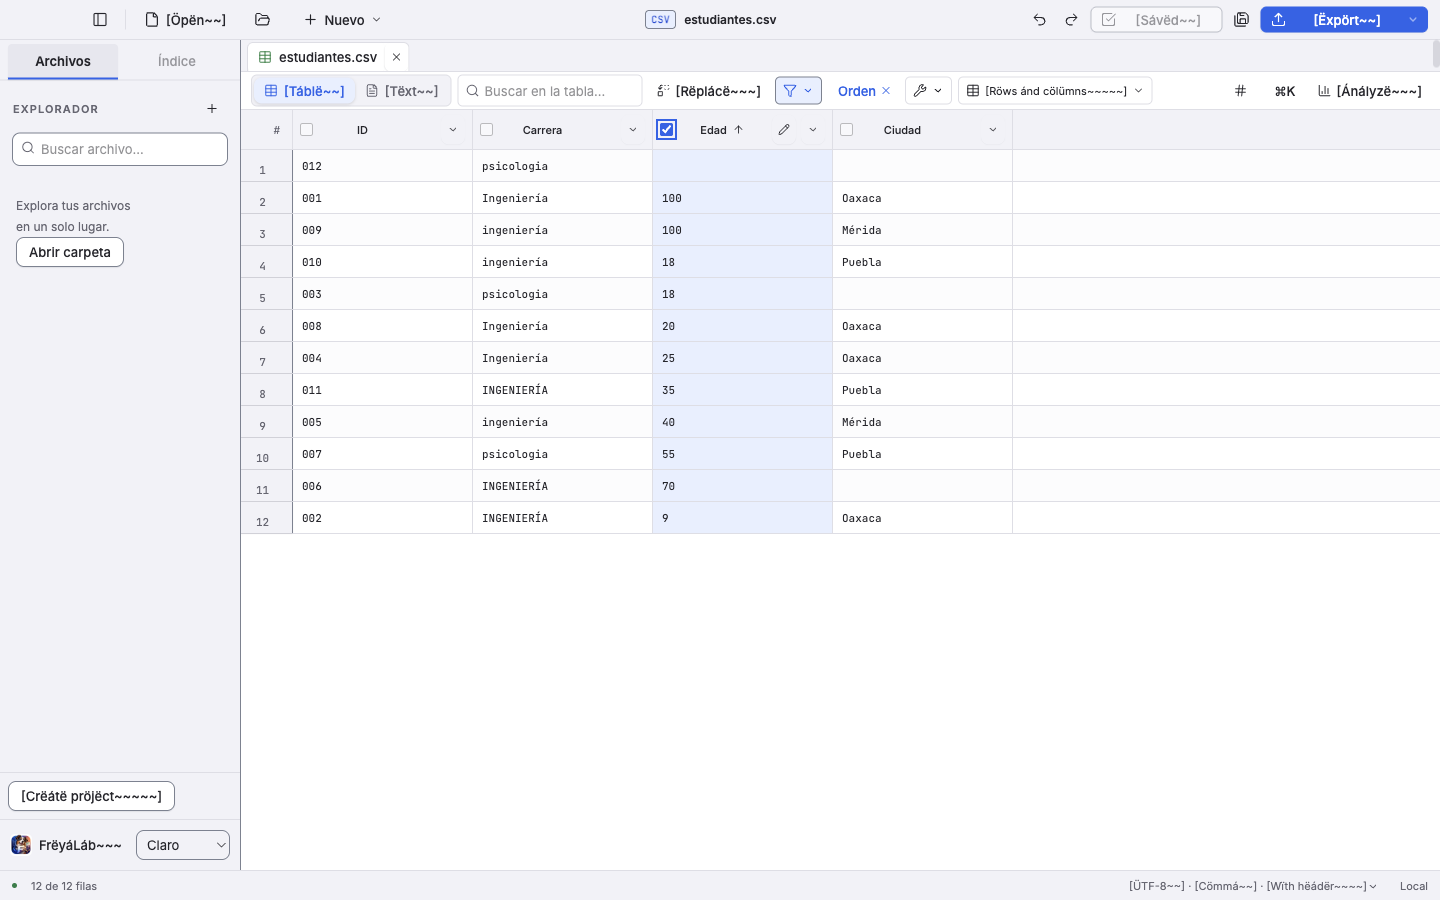 [Öpën~~]
Nuevo
CSV estudiantes.csv
[Sávëd~~]
[Ëxpört~~]
Archivos
Índice
estudiantes.csv
[Táblë~~]
[Tëxt~~]
Buscar en la tabla...
[Rëplácë~~~]
Orden
[Röws ánd cölümns~~~~~]
⌘K
[Ánályzë~~~]
EXPLORADOR
Buscar archivo...
Explora tus archivos
en un solo lugar.
Abrir carpeta
# ID Carrera Edad ↑ Ciudad
1 012 psicologia
2 001 Ingeniería 100 Oaxaca
3 009 ingeniería 100 Mérida
4 010 ingeniería 18 Puebla
5 003 psicologia 18
6 008 Ingeniería 20 Oaxaca
7 004 Ingeniería 25 Oaxaca
8 011 INGENIERÍA 35 Puebla
9 005 ingeniería 40 Mérida
10 007 psicologia 55 Puebla
11 006 INGENIERÍA 70
12 002 INGENIERÍA 9 Oaxaca
[Crëátë pröjëct~~~~~]
FrëyáLáb~~~
Claro
12 de 12 filas
[ÜTF-8~~] · [Cömmá~~] · [Wïth hëádër~~~~]
Local